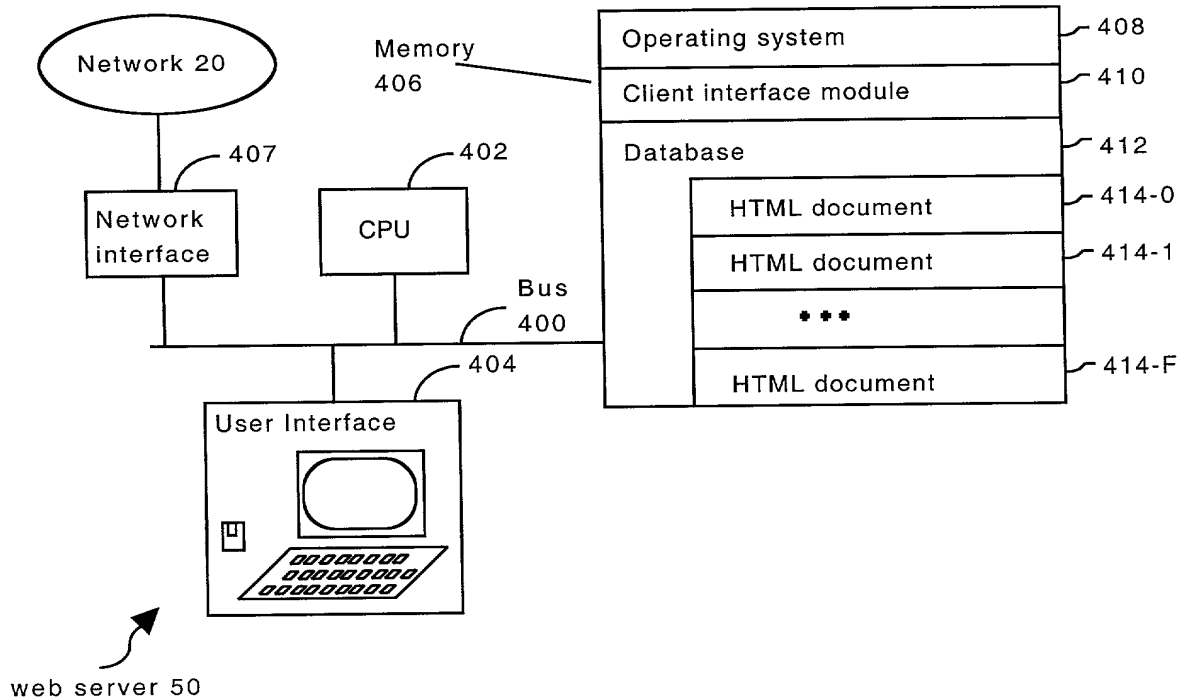 Network 20
Memory
406
Operating system
408
Client interface module
410
Database
412
HTML document
414-0
HTML document
414-1
HTML document
414-F
407
402
Network
interface
CPU
Bus
400
404
User Interface
web server 50